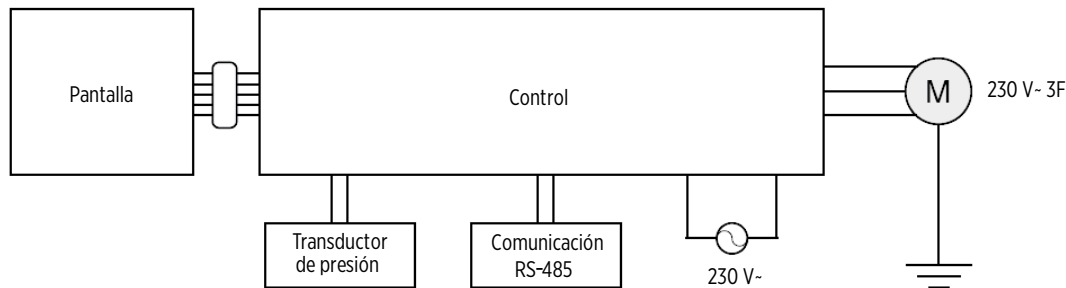 Pantalla
Control
M
230 V~ 3F
Transductor
de presión
Comunicación
RS-485
230 V~